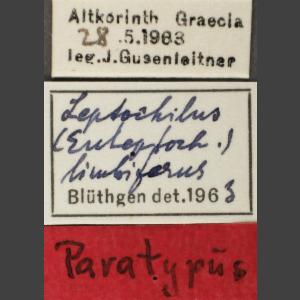 Altkorinth Graecia
28.5.1963
leg.J.Gusenleitner
Leptochilus
(Euleptoch.)
limbiferus
Blüthgen det.1963
Paratypus